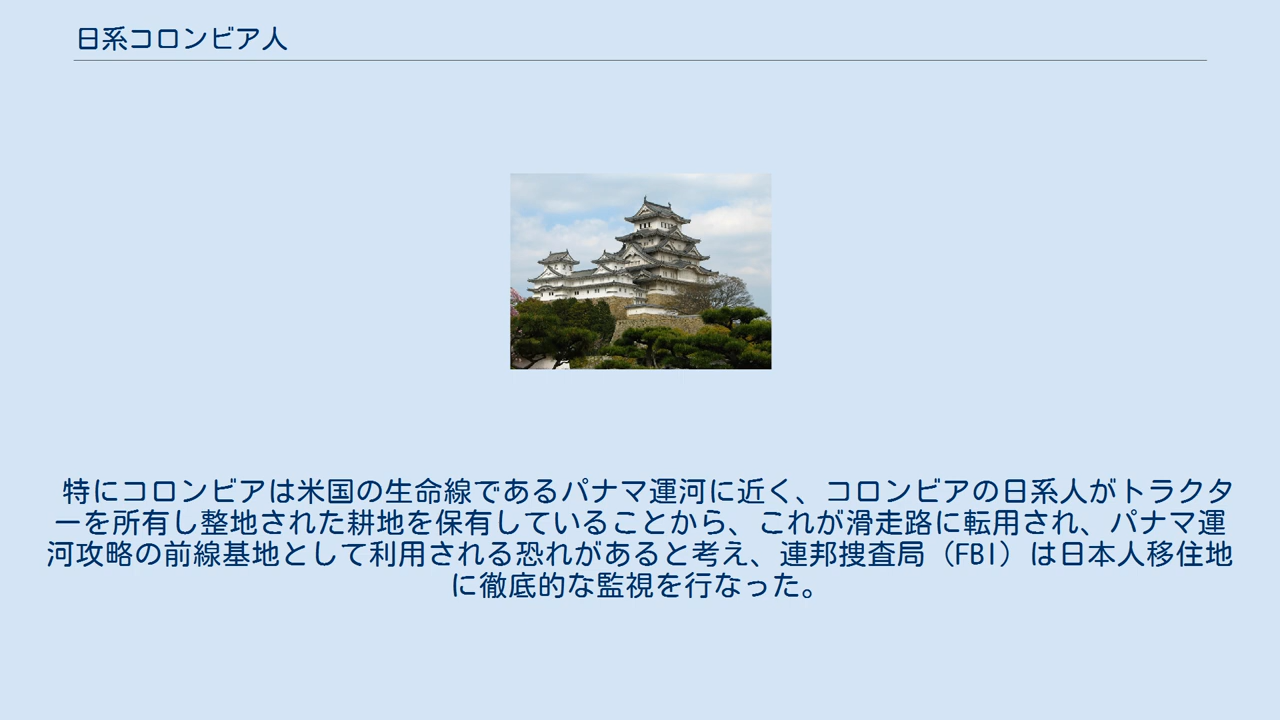 日系コロンビア人
特にコロンビアは米国の生命線であるパナマ運河に近く、コロンビアの日系人がトラクタ
ーを所有し整地された耕地を保有していることから、これが滑走路に転用され、パナマ運
河攻略の前線基地として利用される恐れがあると考え、連邦捜査局（FBI）は日本人移住地
に徹底的な監視を行なった。